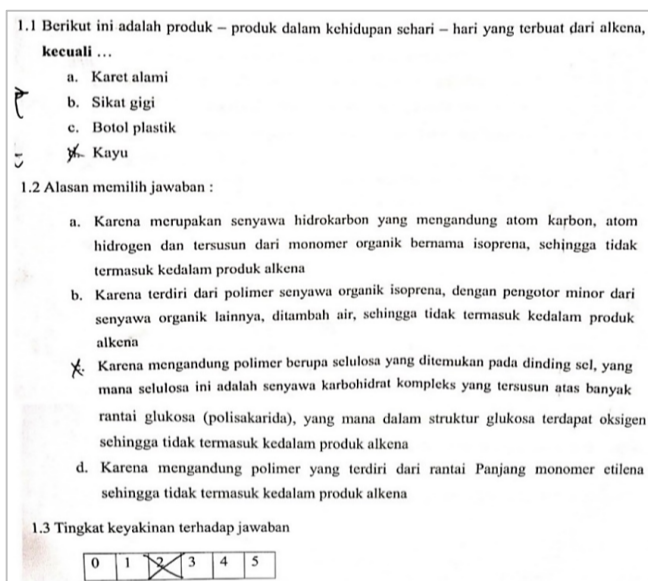 1.1 Berikut ini adalah produk – produk dalam kehidupan sehari – hari yang terbuat dari alkena,
kecuali …
a. Karet alami
b. Sikat gigi
c. Botol plastik
Kayu
1.2 Alasan memilih jawaban :
a. Karena merupakan senyawa hidrokarbon yang mengandung atom karbon, atom
hidrogen dan tersusun dari monomer organik bernama isoprena, sehingga tidak
termasuk kedalam produk alkena
b. Karena terdiri dari polimer senyawa organik isoprena, dengan pengotor minor dari
senyawa organik lainnya, ditambah air, sehingga tidak termasuk kedalam produk
alkena
Karena mengandung polimer berupa selulosa yang ditemukan pada dinding sel, yang
mana selulosa ini adalah senyawa karbohidrat kompleks yang tersusun atas banyak
rantai glukosa (polisakarida), yang mana dalam struktur glukosa terdapat oksigen
sehingga tidak termasuk kedalam produk alkena
d. Karena mengandung polimer yang terdiri dari rantai Panjang monomer etilena
sehingga tidak termasuk kedalam produk alkena
1.3 Tingkat keyakinan terhadap jawaban
0 1 2 3 4 5